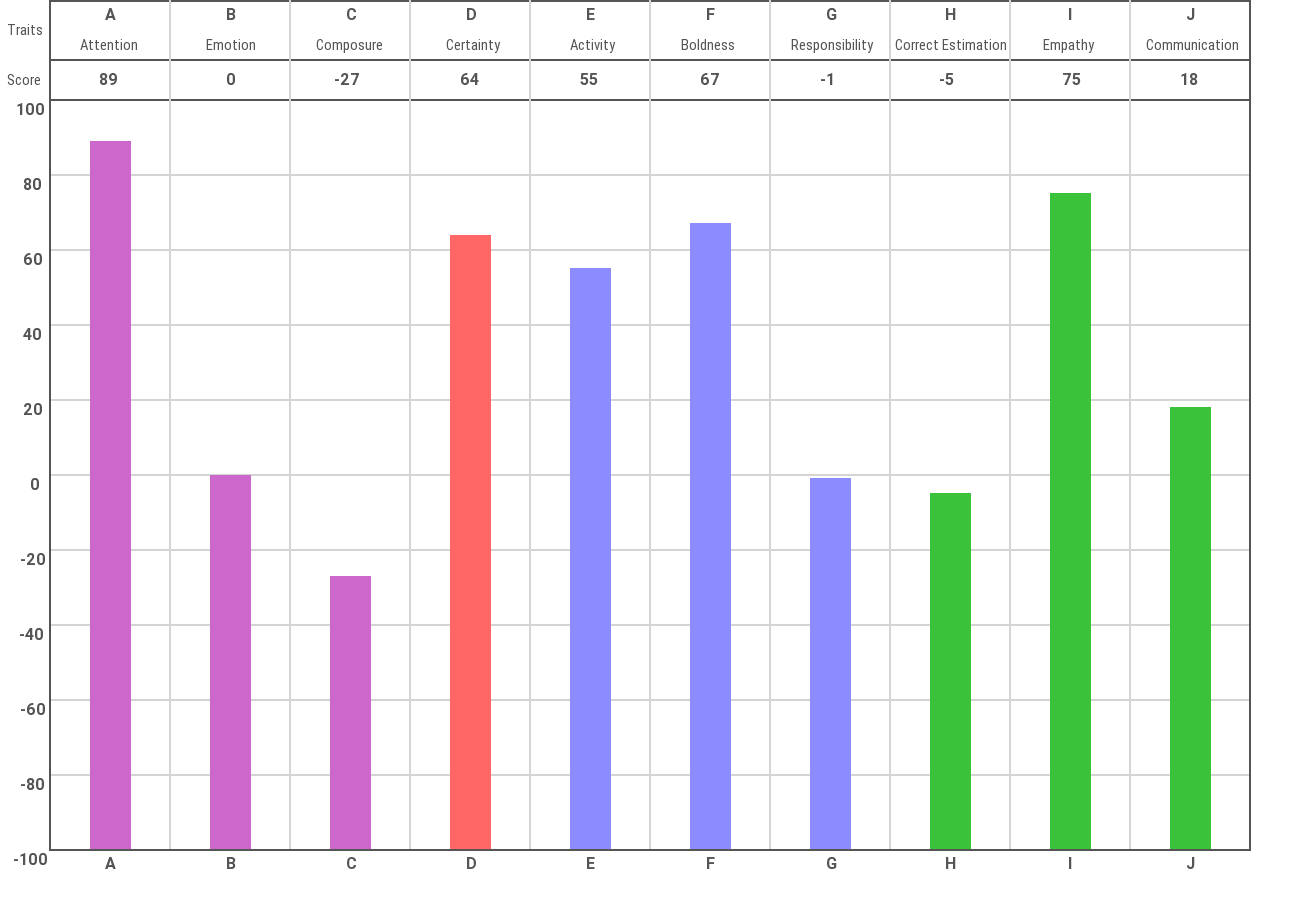 Traits A B C D E F G H I J
Attention Emotion Composure Certainty Activity Boldness Responsibility Correct Estimation Empathy Communication
Score 89 0 -27 64 55 67 -1 -5 75 18
100
80
60
40
20
0
-20
-40
-60
-80
-100
A B C D E F G H I J